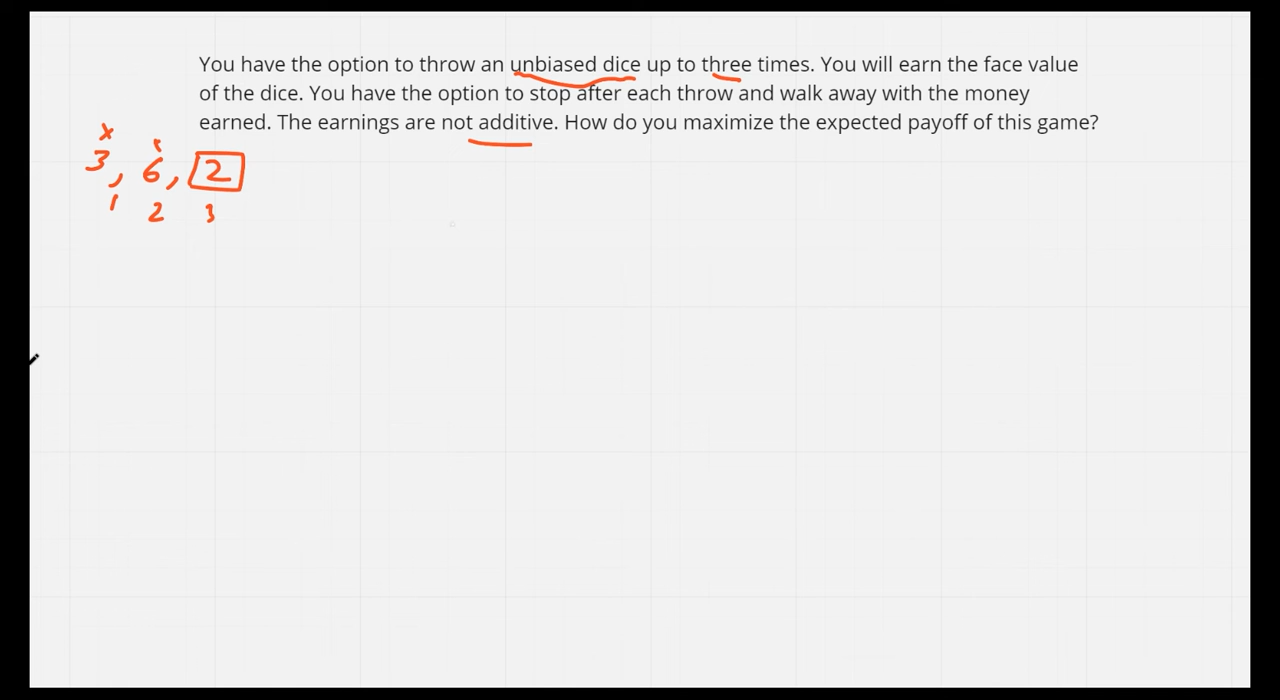 You have the option to throw an unbiased dice up to three times. You will earn the face value
of the dice. You have the option to stop after each throw and walk away with the money
earned. The earnings are not additive. How do you maximize the expected payoff of this game?
3, 6, 2
1 2 3